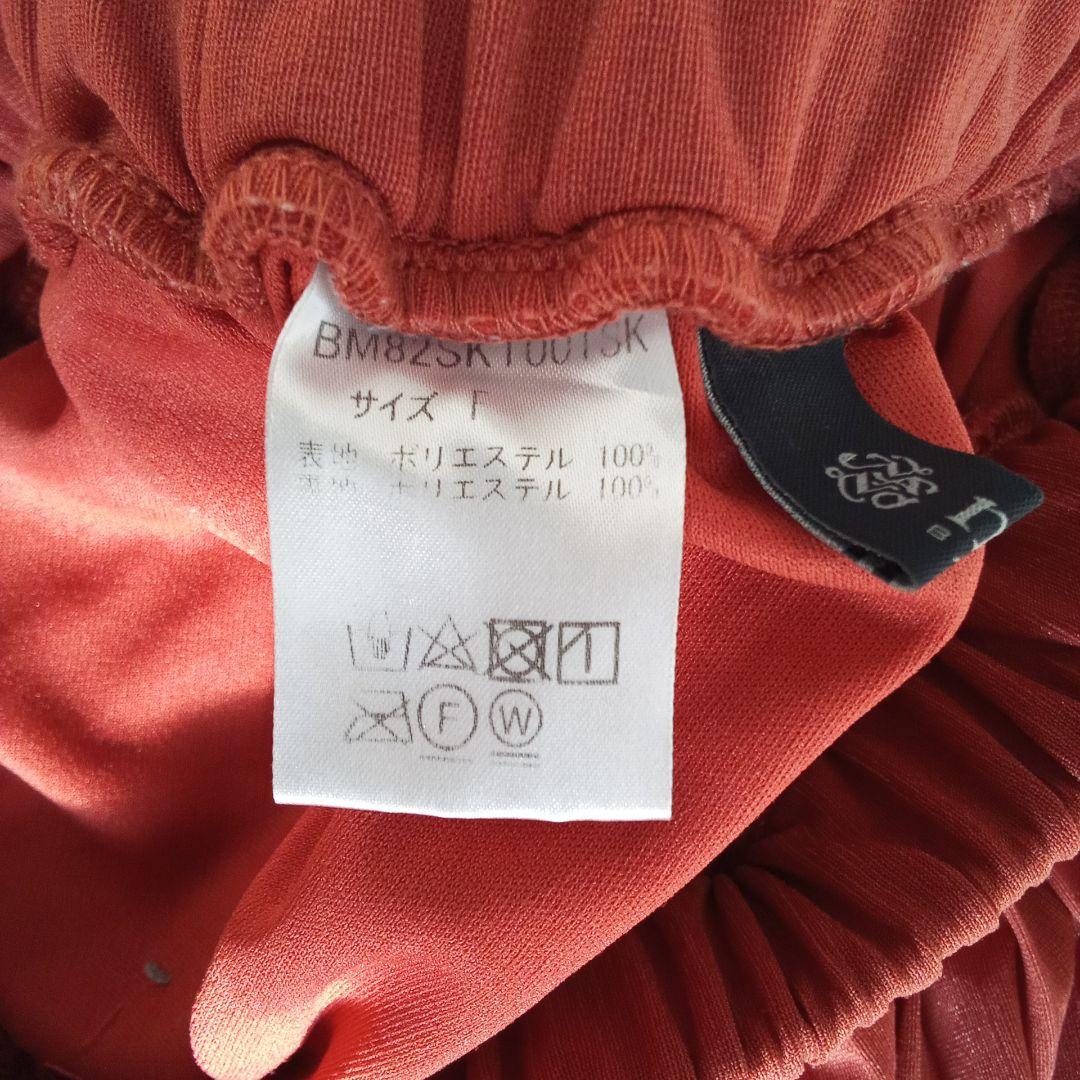 BM82SK1001SK
サイズ F
表地 ポリエステル 100%
裏地 ポリエステル 100%
F W